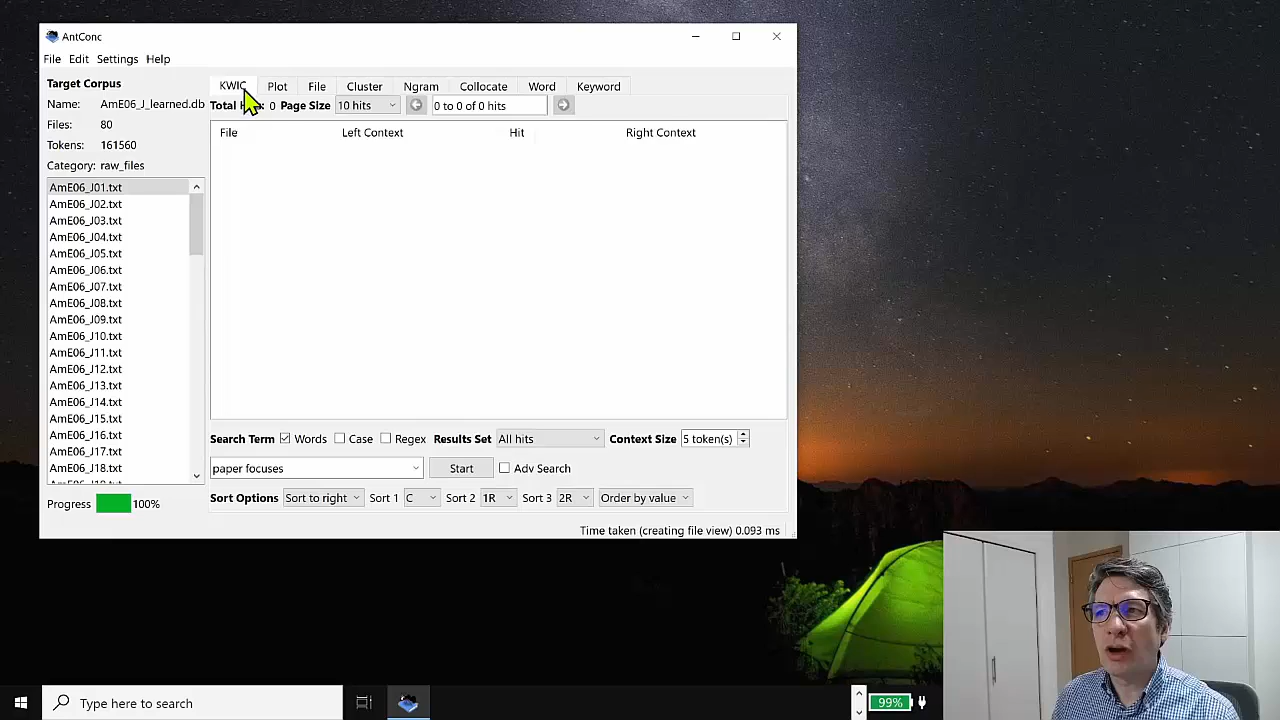 AntConc
File Edit Settings Help
Target Corpus
Name: AmE06_J_learned.db
Files: 80
Tokens: 161560
Category: raw_files
AmE06_J01.txt
AmE06_J02.txt
AmE06_J03.txt
AmE06_J04.txt
AmE06_J05.txt
AmE06_J06.txt
AmE06_J07.txt
AmE06_J08.txt
AmE06_J09.txt
AmE06_J10.txt
AmE06_J11.txt
AmE06_J12.txt
AmE06_J13.txt
AmE06_J14.txt
AmE06_J15.txt
AmE06_J16.txt
AmE06_J17.txt
AmE06_J18.txt
Progress 100%
KWIC Plot File Cluster Ngram Collocate Word Keyword
Total 0 Page Size 10 hits 0 to 0 of 0 hits
File Left Context Hit Right Context
Search Term Words Case Regex Results Set All hits Context Size 5 token(s)
paper focuses Start Adv Search
Sort Options Sort to right Sort 1 C Sort 2 1R Sort 3 2R Order by value
Time taken (creating file view) 0.093 ms
Type here to search
99%